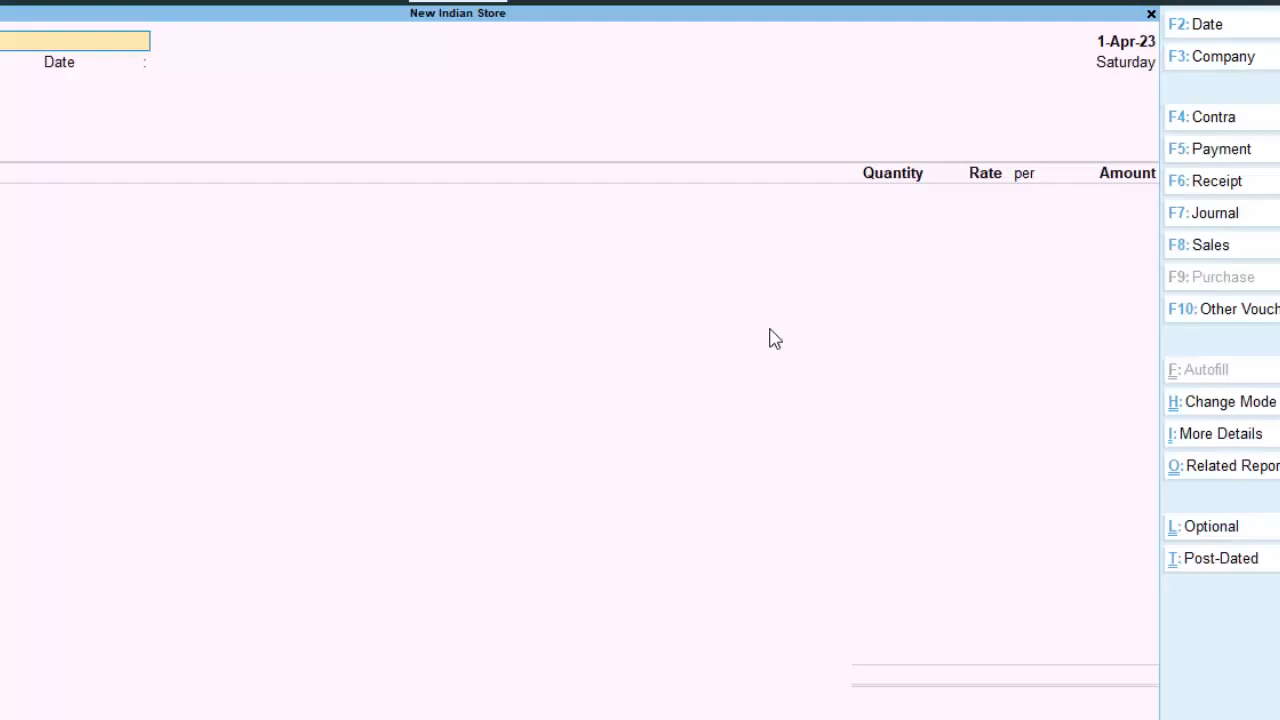 New Indian Store
1-Apr-23
Date :
Saturday
Quantity Rate per Amount
F2: Date
F3: Company
F4: Contra
F5: Payment
F6: Receipt
F7: Journal
F8: Sales
F9: Purchase
F10: Other Vouch
F: Autofill
H: Change Mode
I: More Details
O: Related Repor
L: Optional
T: Post-Dated